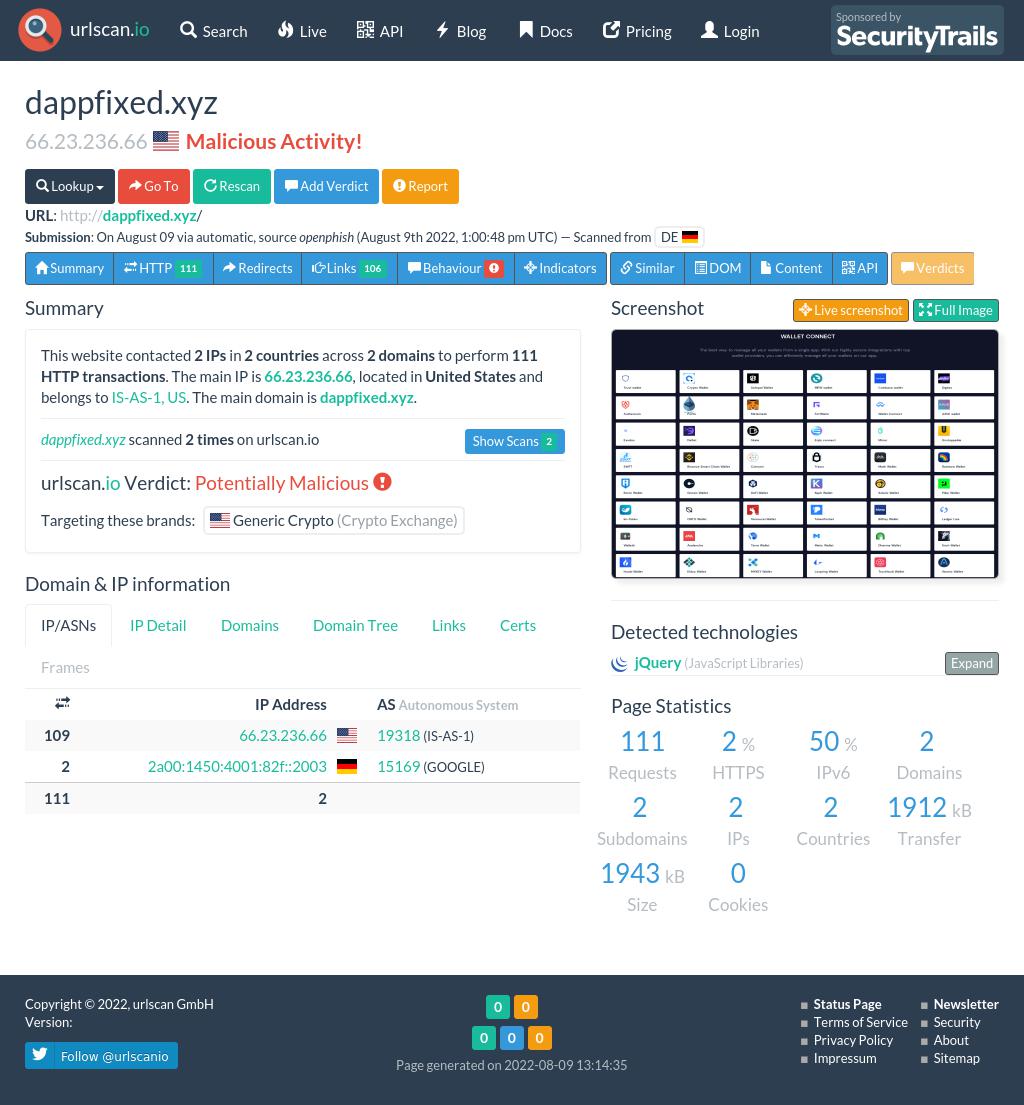 urlscan.io Search Live API Blog Docs Pricing Login Sponsored by SecurityTrails
dappfixed.xyz
66.23.236.66 Malicious Activity!
Lookup Go To Rescan Add Verdict Report
URL: http://dappfixed.xyz/
Submission: On August 09 via automatic, source openphish (August 9th 2022, 1:00:48 pm UTC) — Scanned from DE
Summary HTTP 111 Redirects Links 106 Behaviour Indicators Similar DOM Content API Verdicts
Summary
This website contacted 2 IPs in 2 countries across 2 domains to perform 111
HTTP transactions. The main IP is 66.23.236.66, located in United States and
belongs to IS-AS-1, US. The main domain is dappfixed.xyz.
dappfixed.xyz scanned 2 times on urlscan.io Show Scans 2
urlscan.io Verdict: Potentially Malicious
Targeting these brands: Generic Crypto (Crypto Exchange)
Screenshot Live screenshot Full Image
WALLET CONNECT
Domain & IP information
IP/ASNs IP Detail Domains Domain Tree Links Certs
Frames
IP Address AS Autonomous System
109 66.23.236.66 19318 (IS-AS-1)
2 2a00:1450:4001:82f::2003 15169 (GOOGLE)
111 2
Detected technologies
jQuery (JavaScript Libraries) Expand
Page Statistics
111 2 % 50 % 2
Requests HTTPS IPv6 Domains
2 2 2 1912 kB
Subdomains IPs Countries Transfer
1943 kB 0
Size Cookies
Copyright © 2022, urlscan GmbH
Version:
Follow @urlscanio
0 0
0 0 0
Page generated on 2022-08-09 13:14:35
Status Page
Terms of Service
Privacy Policy
Impressum
Newsletter
Security
About
Sitemap